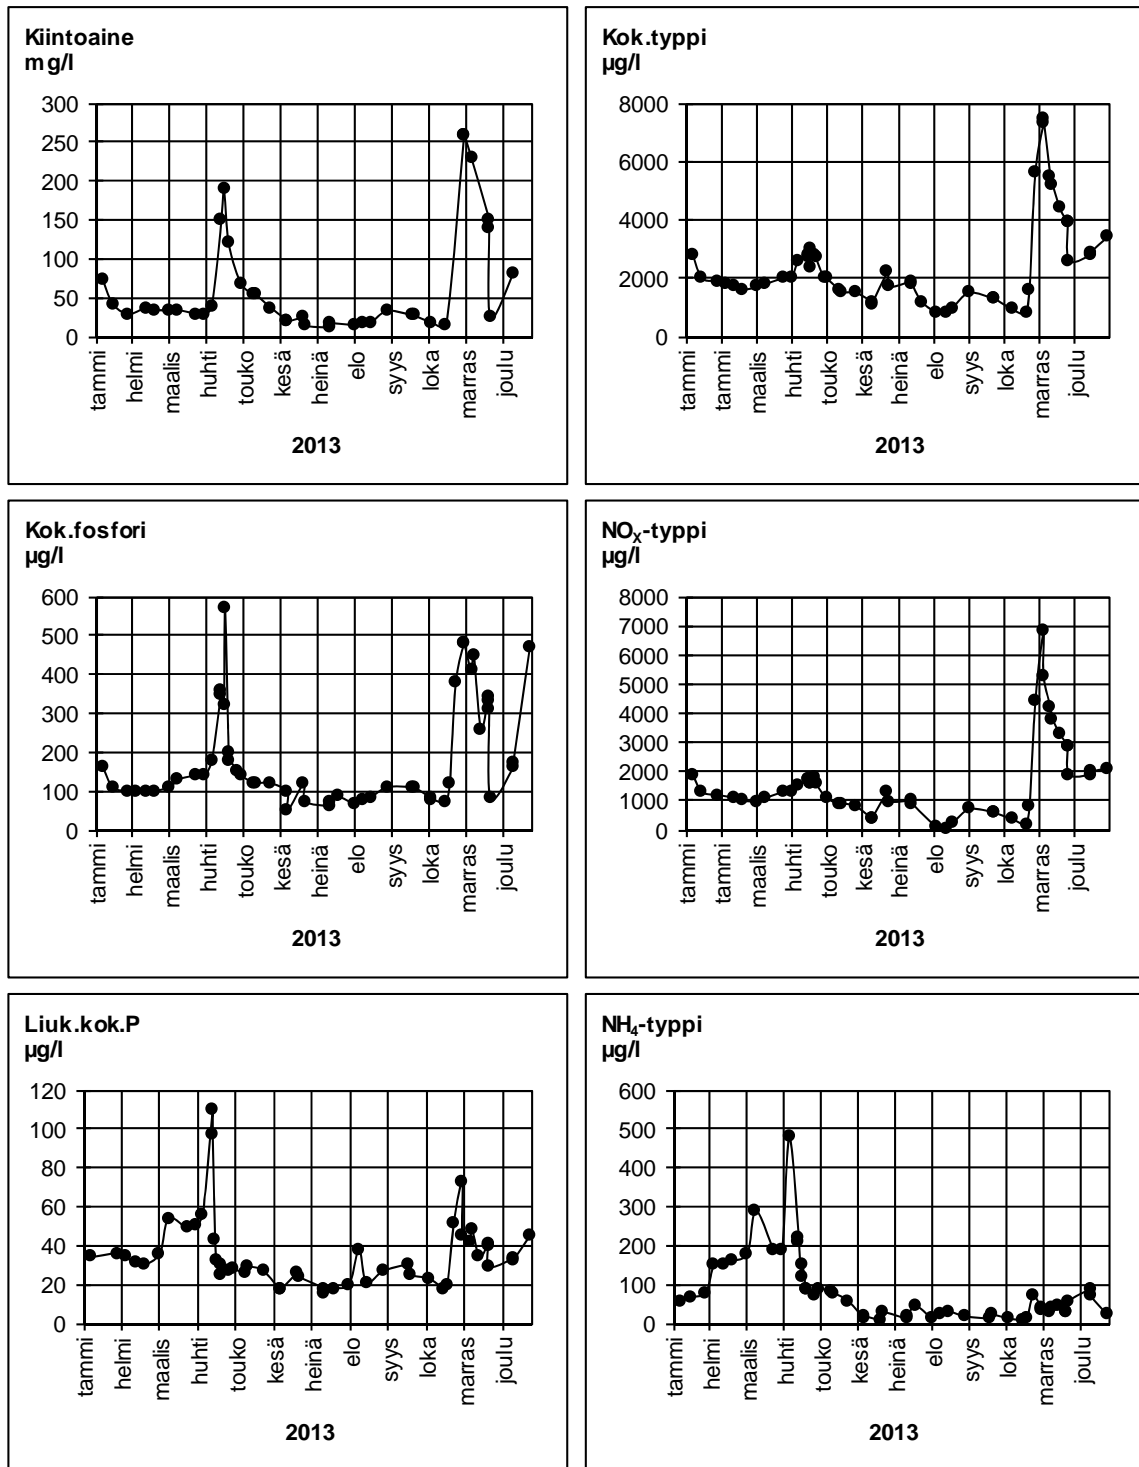 Kiintoaine
mg/l
300
250
200
150
100
50
0
tammi
helmi
maalis
huhti
touko
kesä
heinä
elo
syys
loka
marras
joulu
2013
Kok.typpi
µg/l
8000
6000
4000
2000
0
tammi
tammi
maalis
huhti
touko
kesä
heinä
elo
syys
loka
marras
joulu
2013
Kok.fosfori
µg/l
600
500
400
300
200
100
0
tammi
helmi
maalis
huhti
touko
kesä
heinä
elo
syys
loka
marras
joulu
2013
NOX-typpi
µg/l
8000
7000
6000
5000
4000
3000
2000
1000
0
tammi
tammi
maalis
huhti
touko
kesä
heinä
elo
syys
loka
marras
joulu
2013
Liuk.kok.P
µg/l
120
100
80
60
40
20
0
tammi
helmi
maalis
huhti
touko
kesä
heinä
elo
syys
loka
marras
joulu
2013
NH4-typpi
µg/l
600
500
400
300
200
100
0
tammi
helmi
maalis
huhti
touko
kesä
heinä
elo
syys
loka
marras
joulu
2013